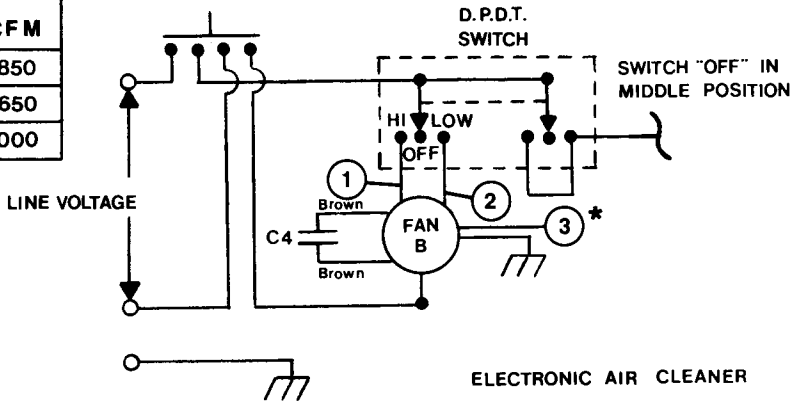 CFM
850
650
000
D.P.D.T.
SWITCH
SWITCH "OFF" IN
MIDDLE POSITION
HI
LOW
OFF
LINE VOLTAGE
1
2
3 *
Brown
C4
FAN
B
Brown
ELECTRONIC AIR CLEANER